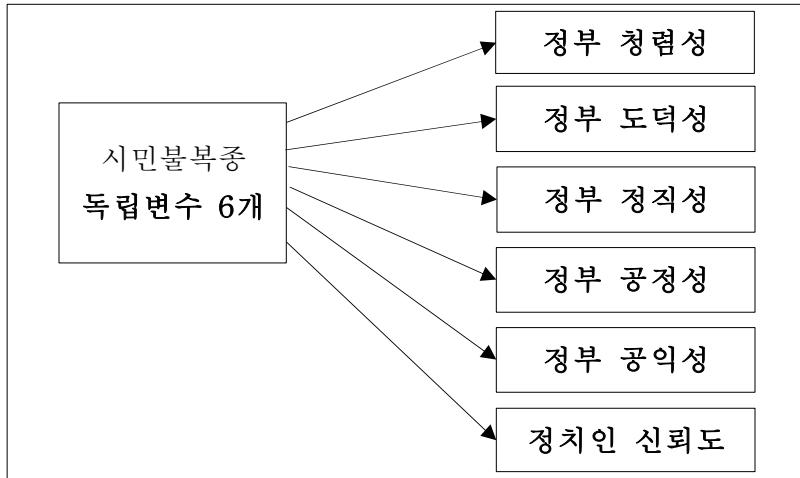 시민불복종
독립변수 6개
정부 청렴성
정부 도덕성
정부 정직성
정부 공정성
정부 공익성
정치인 신뢰도